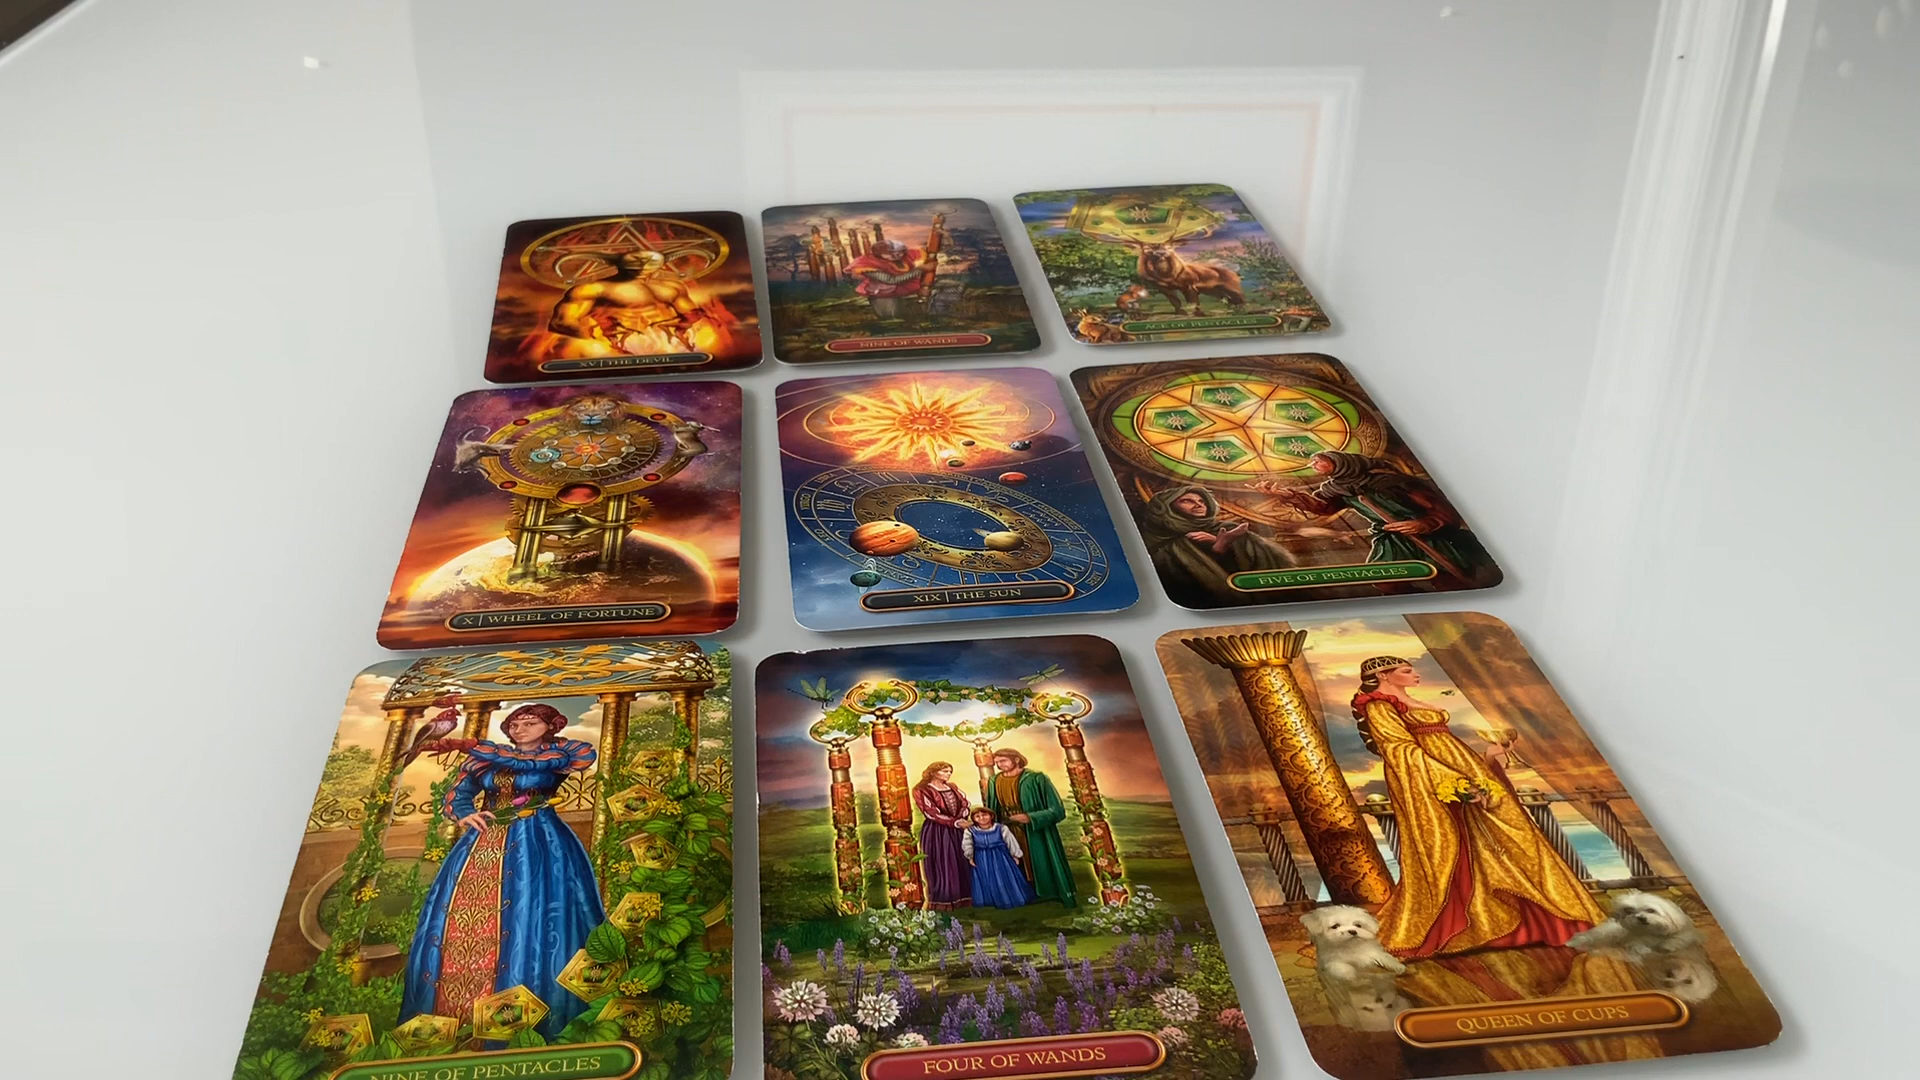 XV | THE DEVIL
NINE OF WANDS
ACE OF PENTACLES
X | WHEEL OF FORTUNE
XIX | THE SUN
FIVE OF PENTACLES
NINE OF PENTACLES
FOUR OF WANDS
QUEEN OF CUPS